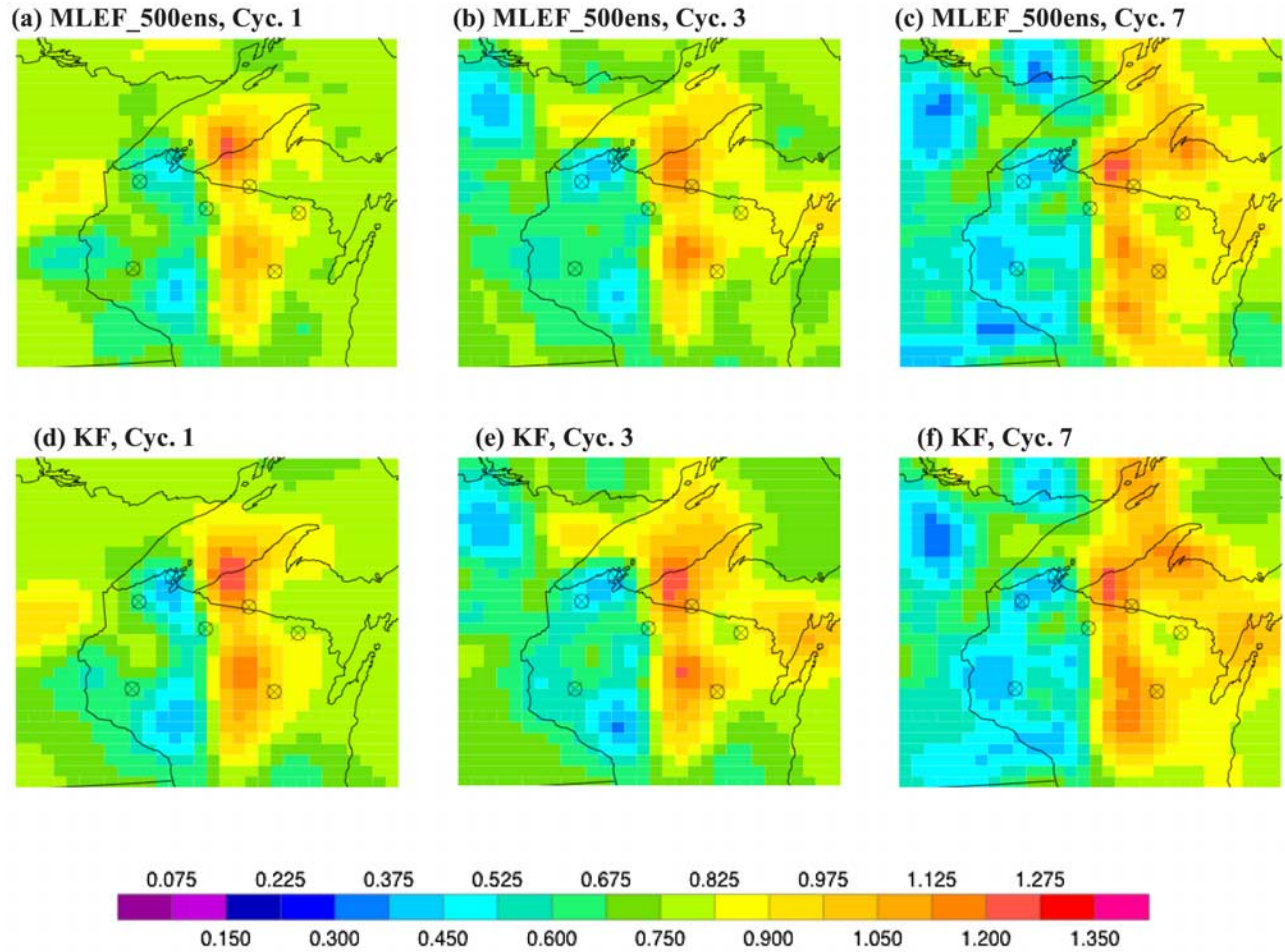 (a) MLEF_500ens, Cyc. 1
(b) MLEF_500ens, Cyc. 3
(c) MLEF_500ens, Cyc. 7
(d) KF, Cyc. 1
(e) KF, Cyc. 3
(f) KF, Cyc. 7
0.075 0.225 0.375 0.525 0.675 0.825 0.975 1.125 1.275
0.150 0.300 0.450 0.600 0.750 0.900 1.050 1.200 1.350